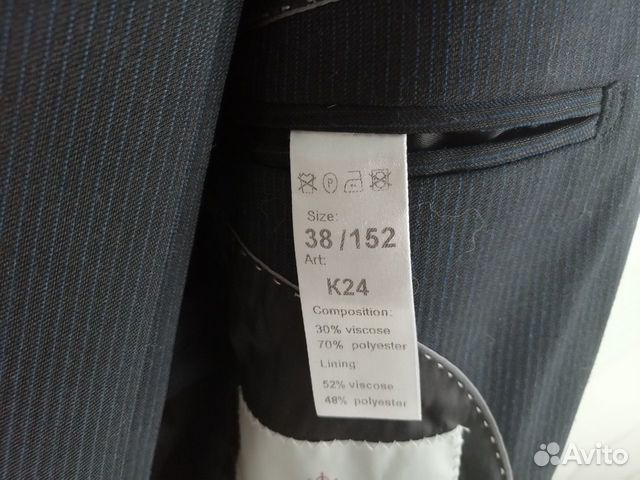 P
Size:
38 /152
Art:
K24
Composition:
30% viscose
70% polyester
Lining
52% viscose
48% polyester
Avito